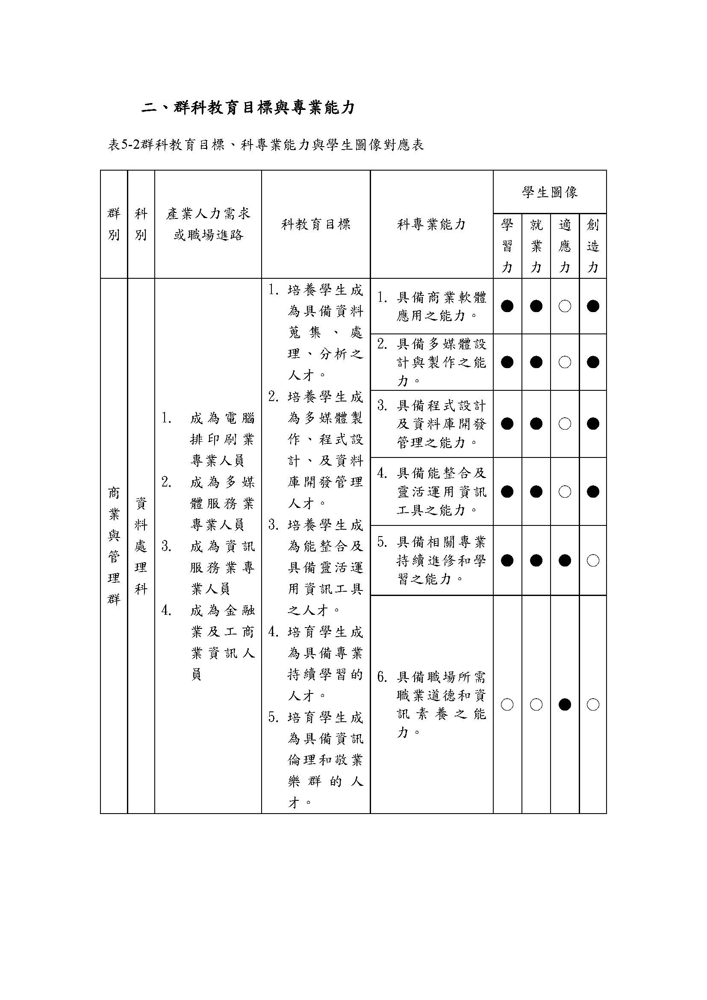 二、群科教育目標與專業能力
表5-2群科教育目標、科專業能力與學生圖像對應表
群
別
科
別
產業人力需求
或職場進路
科教育目標
科專業能力
學生圖像
學
習
力
就
業
力
適
應
力
創
造
力
商
業
與
管
理
群
資
料
處
理
科
1. 成為電腦
排印刷業
專業人員
2. 成為多媒
體服務業
專業人員
3. 成為資訊
服務業專
業人員
4. 成為金融
業及工商
業資訊人
員
1. 培養學生成
為具備資料
蒐集、處
理、分析之
人才。
2. 培養學生成
為多媒體製
作、程式設
計、及資料
庫開發管理
人才。
3. 培養學生成
為能整合及
具備靈活運
用資訊工具
之人才。
4. 培育學生成
為具備專業
持續學習的
人才。
5. 培育學生成
為具備資訊
倫理和敬業
樂群的人
才。
1. 具備商業軟體
應用之能力。
● ● ○ ●
2. 具備多媒體設
計與製作之能
力。
● ● ○ ●
3. 具備程式設計
及資料庫開發
管理之能力。
● ● ○ ●
4. 具備能整合及
靈活運用資訊
工具之能力。
● ● ○ ●
5. 具備相關專業
持續進修和學
習之能力。
● ● ● ○
6. 具備職場所需
職業道德和資
訊素養之能
力。
○ ○ ● ○